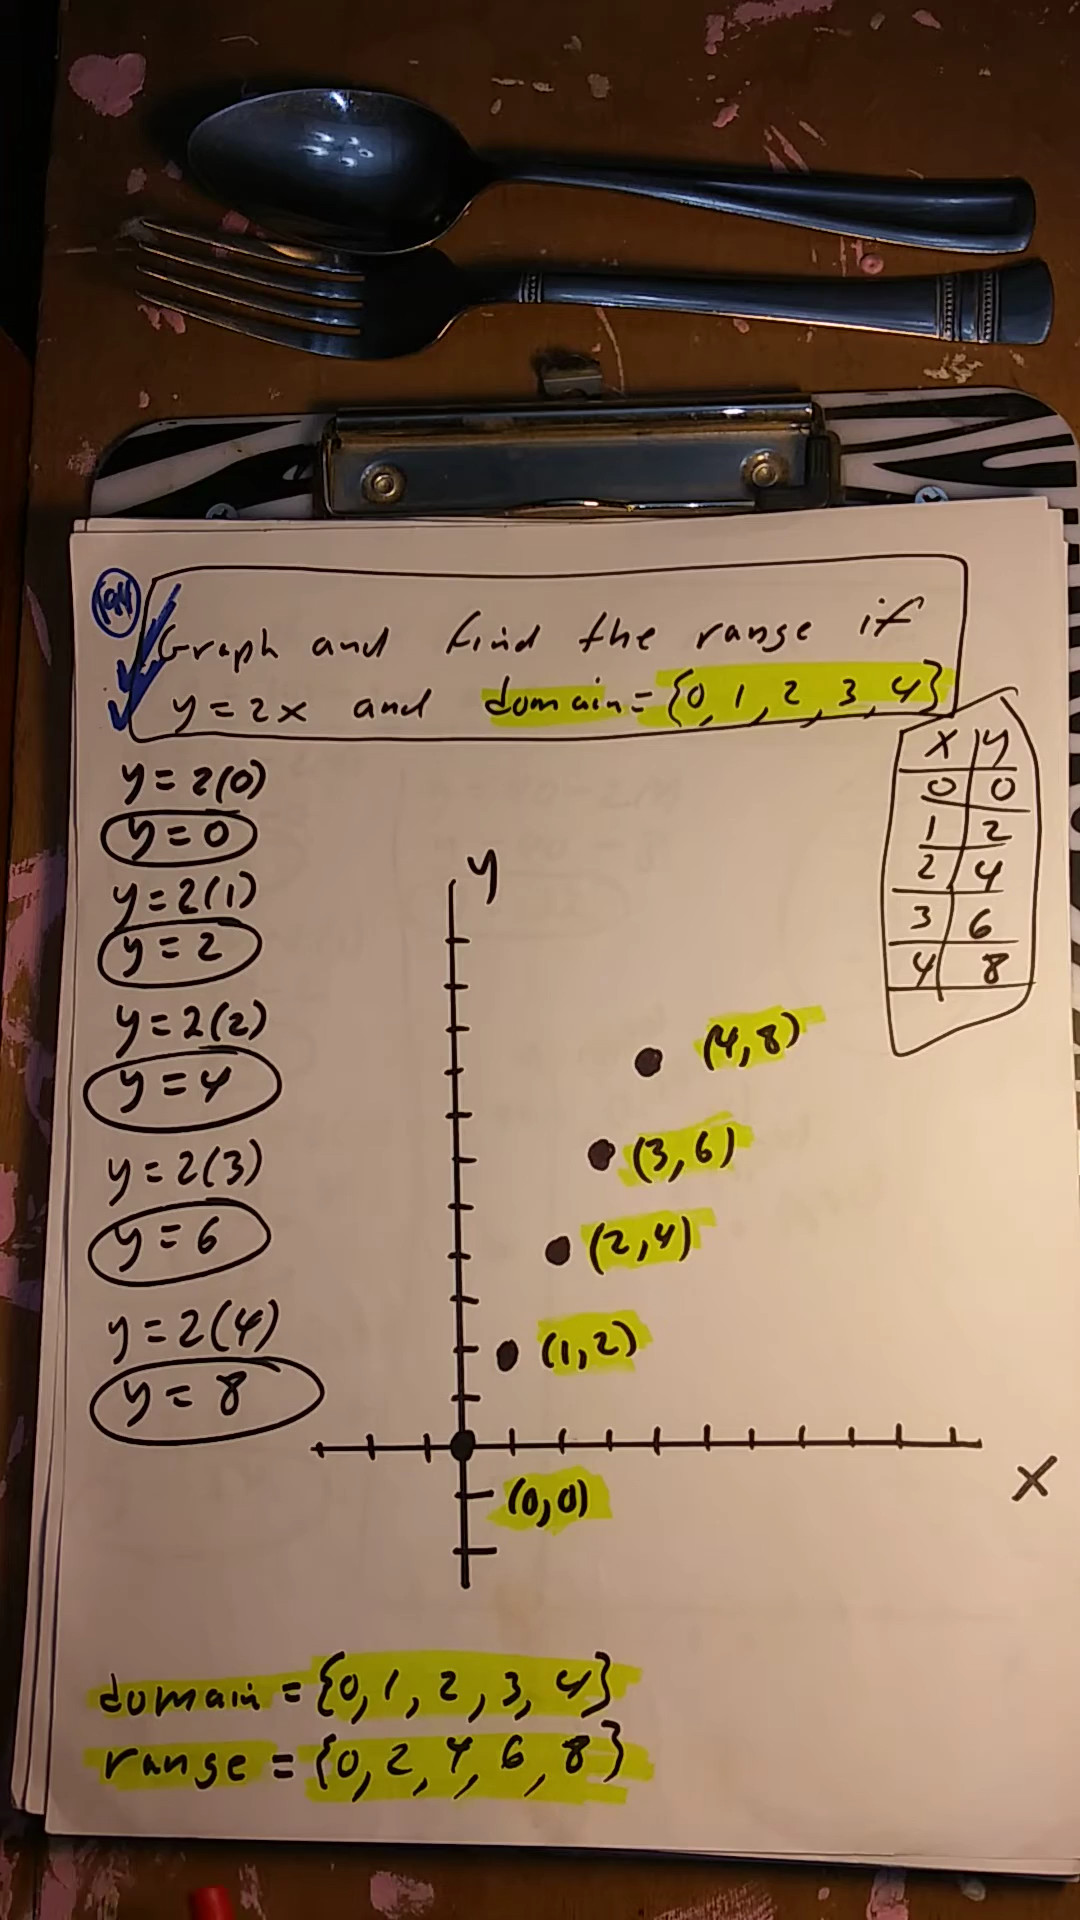 194
Graph and find the range if
y = 2x and domain = {0, 1, 2, 3, 4}
x y
0 0
1 2
2 4
3 6
4 8
y = 2(0)
y = 0
y = 2(1)
y = 2
y = 2(2)
y = 4
y = 2(3)
y = 6
y = 2(4)
y = 8
y
(4,8)
(3,6)
(2,4)
(1,2)
(0,0)
x
domain = {0, 1, 2, 3, 4}
range = {0, 2, 4, 6, 8}